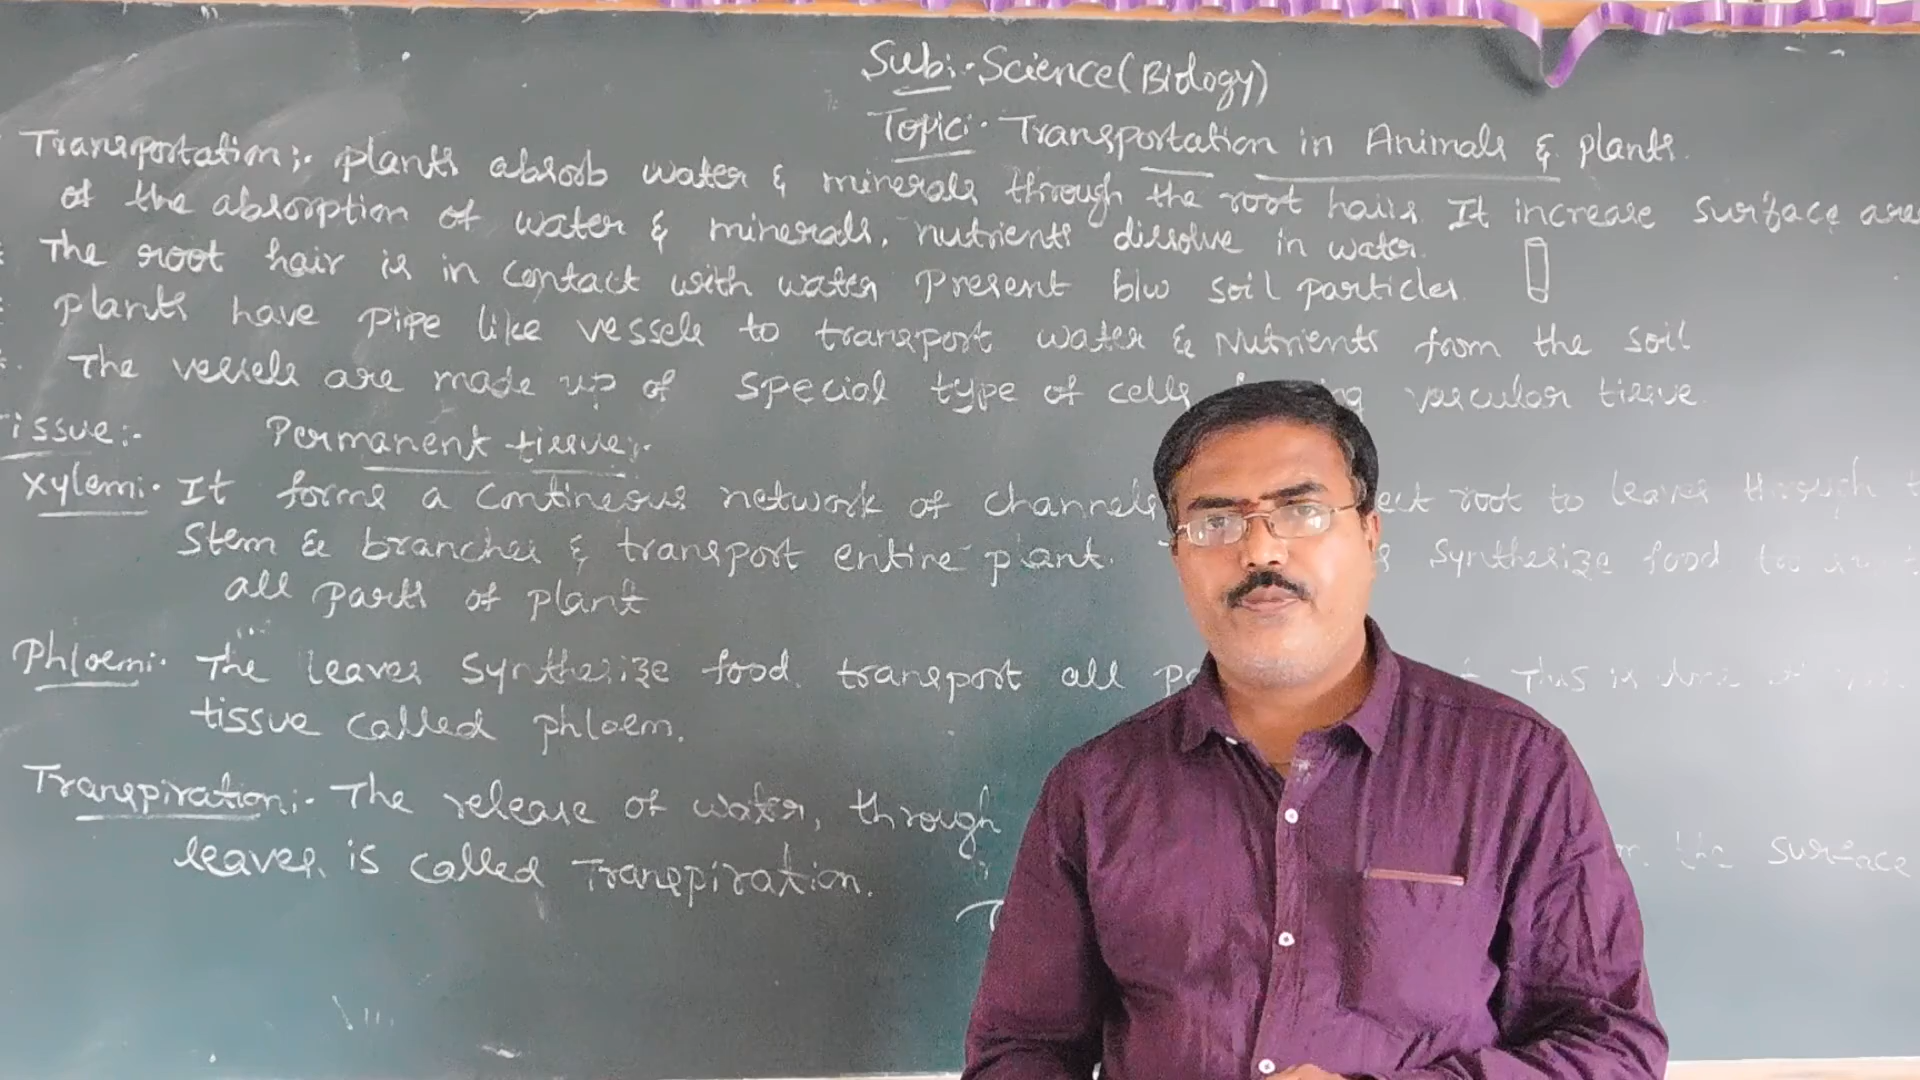 Sub:- Science (Biology)
Topic:- Transportation in Animals & plants.
Transportation:- plants absorb water & minerals through the root hairs. It increase surface area
of the absorption of water & minerals, nutrients dissolve in water.
The root hair is in contact with water present b/w soil particles.
plants have pipe like vessels to transport water & Nutrients from the soil
The vessels are made up of special type of cells vascular tissue.
Tissue:- Permanent tissue:-
Xylem:- It forms a contineous network of channels root to leaves through
Stem & branches & transport entire plant. Synthesize food to
all parts of plant
Phloem:- The leaves Synthesize food transport all This is
tissue called phloem.
Transpiration:- The release of water, through the surface
leaves is called Transpiration.